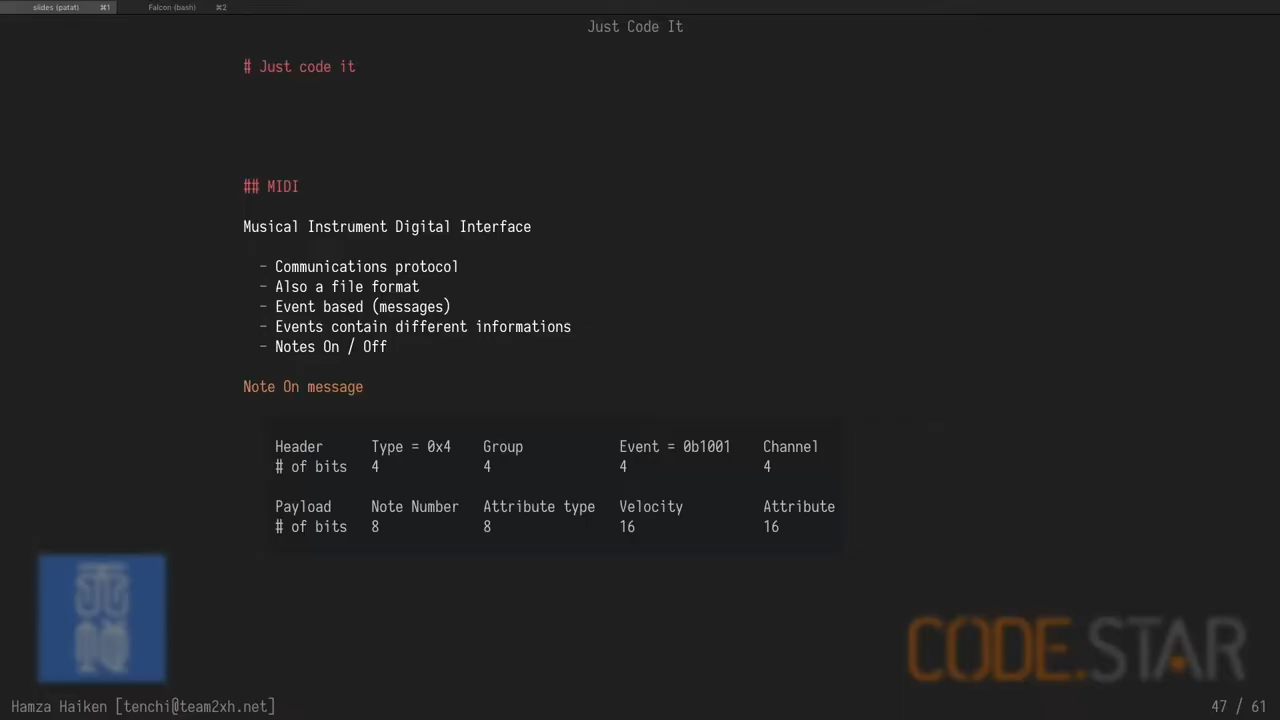 slides (patat) ⌘1 Falcon (bash) ⌘2
Just Code It
# Just code it
## MIDI
Musical Instrument Digital Interface
- Communications protocol
- Also a file format
- Event based (messages)
- Events contain different informations
- Notes On / Off
Note On message
Header Type = 0x4 Group Event = 0b1001 Channel
# of bits 4 4 4 4
Payload Note Number Attribute type Velocity Attribute
# of bits 8 8 16 16
CODE.STAR
Hamza Haiken [tenchi@team2xh.net] 47 / 61